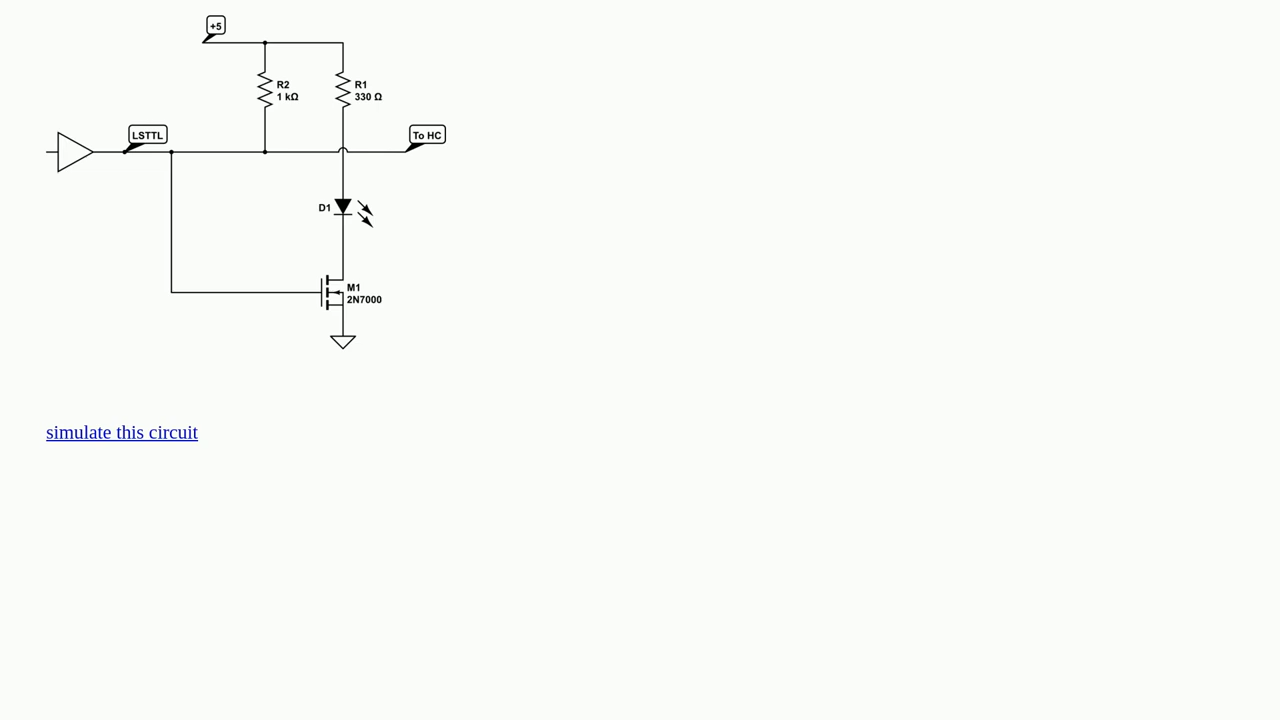 +5
R2
1 kΩ
R1
330 Ω
LSTTL
To HC
D1
M1
2N7000
simulate this circuit